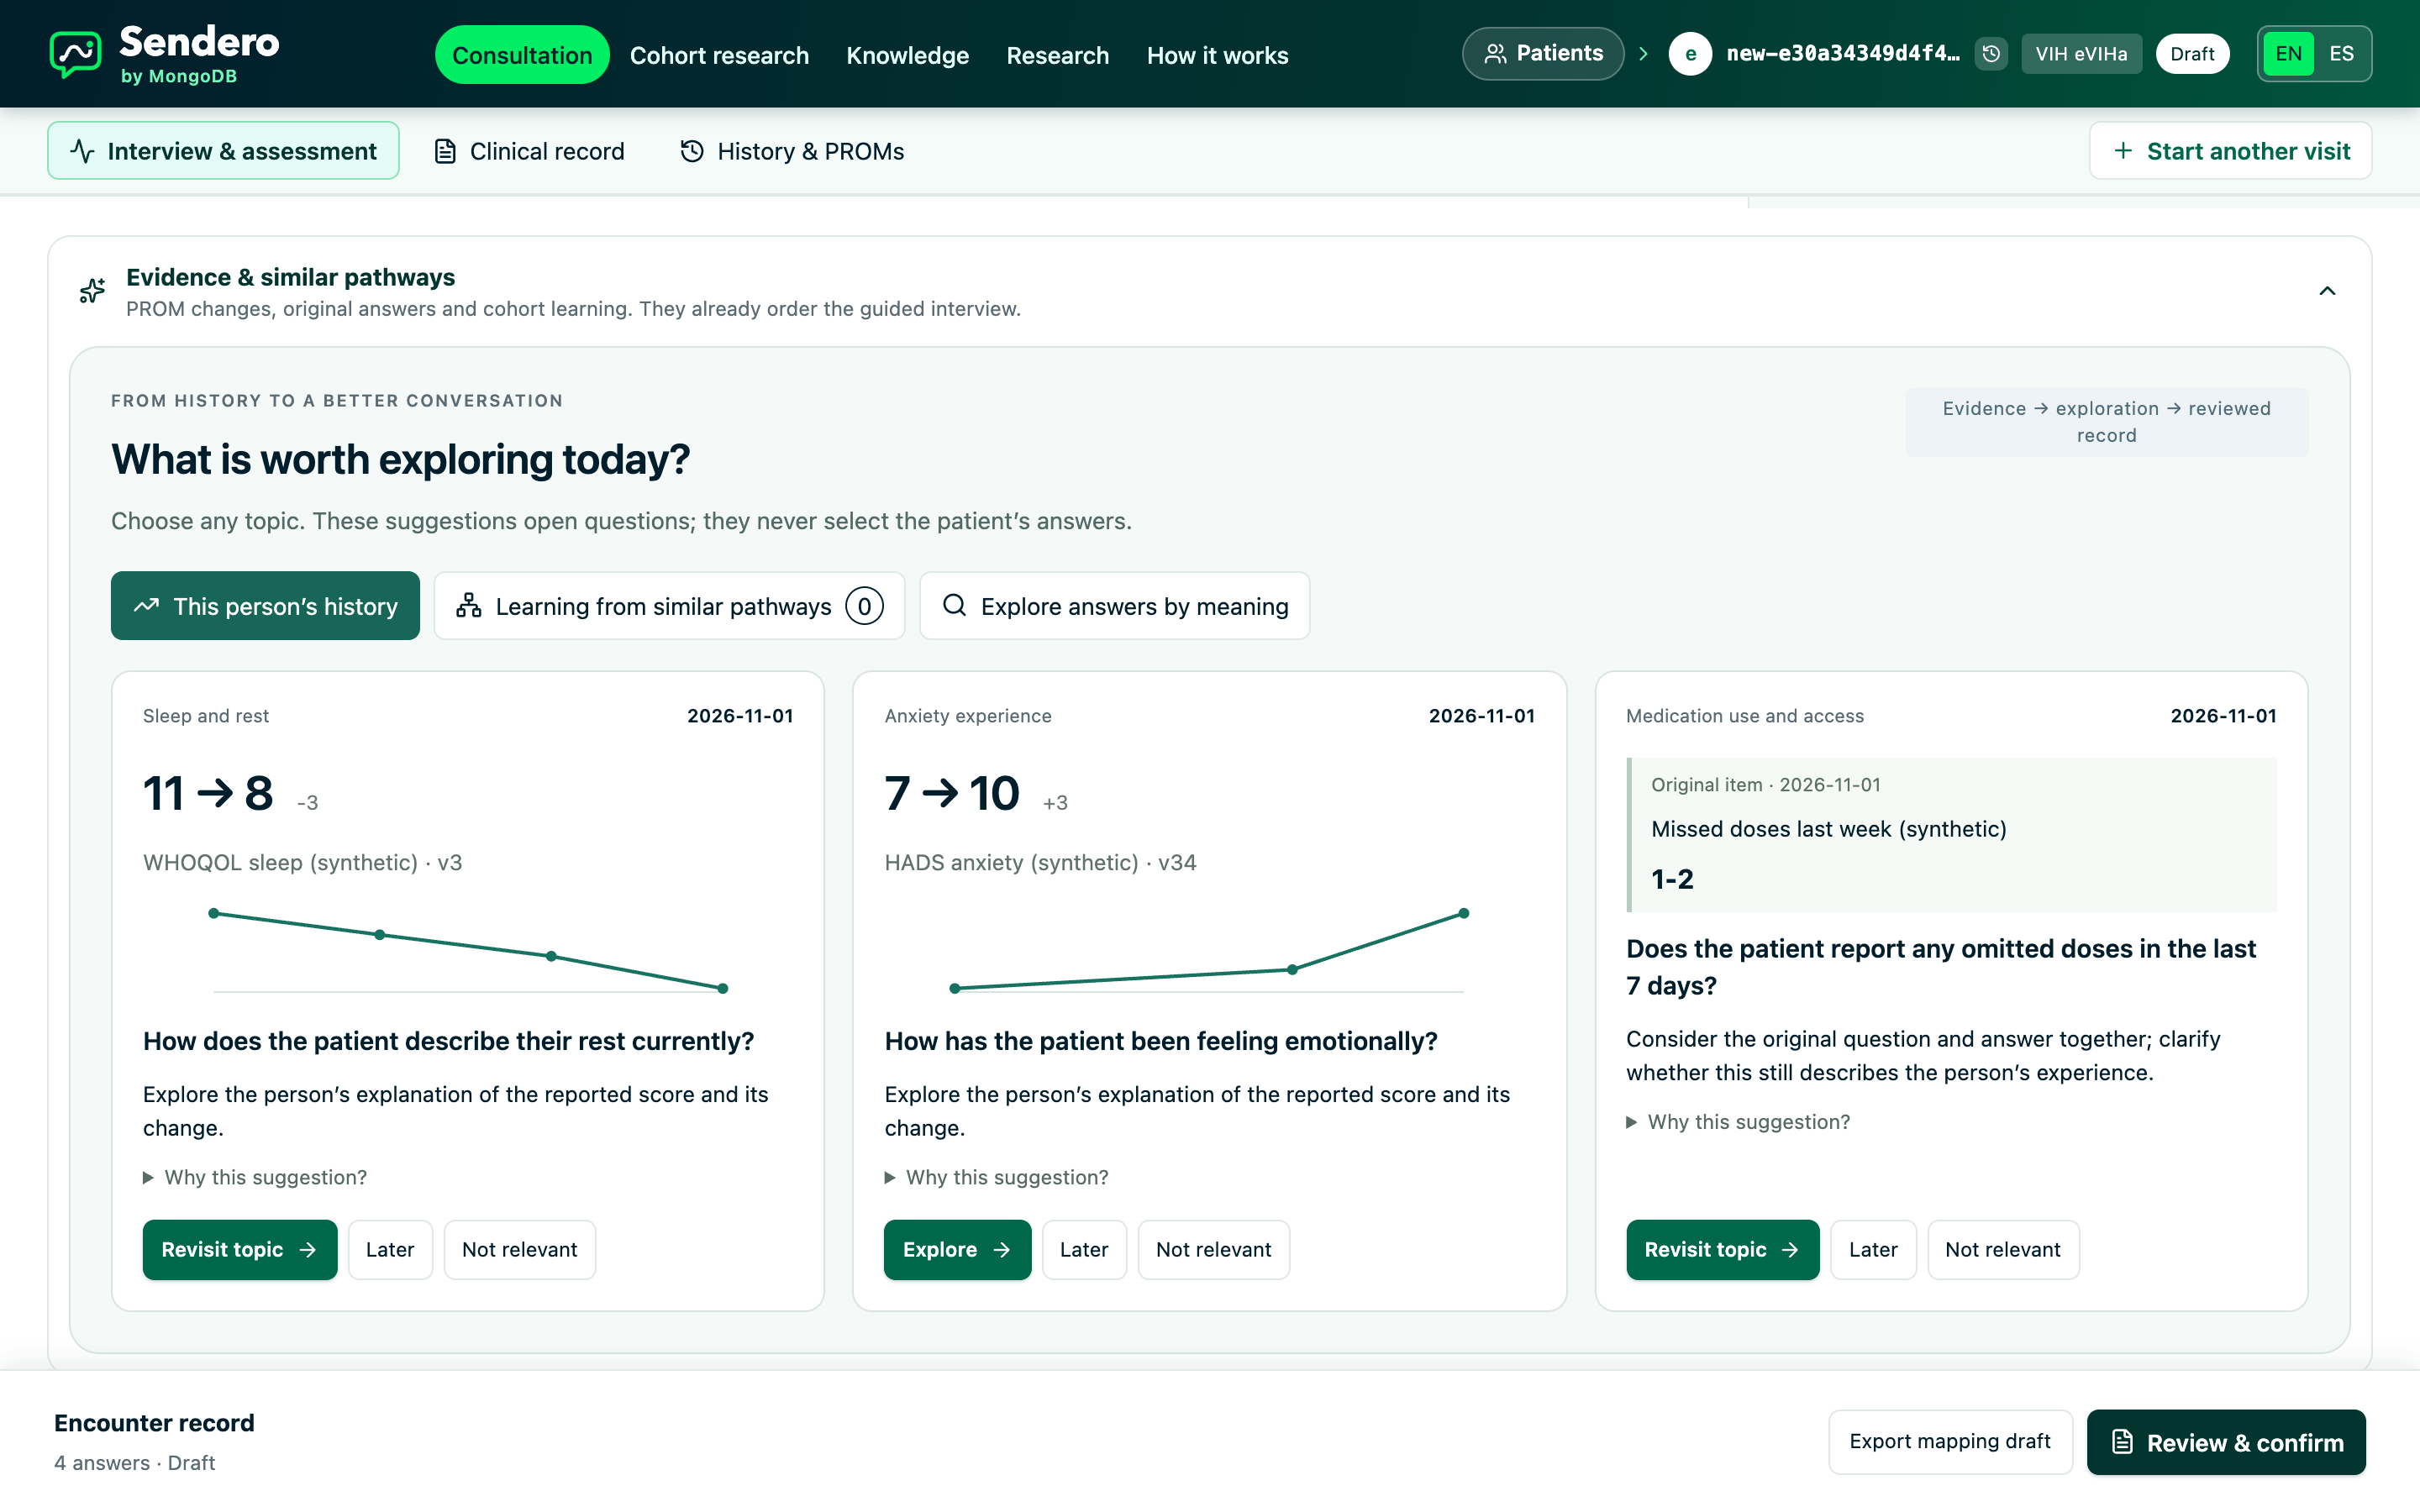 Sendero
by MongoDB
Consultation
Cohort research
Knowledge
Research
How it works
Patients
e
new-e30a34349d4f4…
VIH eVIHa
Draft
EN
ES
Interview & assessment
Clinical record
History & PROMs
Start another visit
Evidence & similar pathways
PROM changes, original answers and cohort learning. They already order the guided interview.
FROM HISTORY TO A BETTER CONVERSATION
Evidence → exploration → reviewed
record
What is worth exploring today?
Choose any topic. These suggestions open questions; they never select the patient’s answers.
This person’s history
Learning from similar pathways 0
Explore answers by meaning
Sleep and rest 2026-11-01
11 → 8 -3
WHOQOL sleep (synthetic) · v3
How does the patient describe their rest currently?
Explore the person’s explanation of the reported score and its
change.
Why this suggestion?
Revisit topic →
Later
Not relevant
Anxiety experience 2026-11-01
7 → 10 +3
HADS anxiety (synthetic) · v34
How has the patient been feeling emotionally?
Explore the person’s explanation of the reported score and its
change.
Why this suggestion?
Explore →
Later
Not relevant
Medication use and access 2026-11-01
Original item · 2026-11-01
Missed doses last week (synthetic)
1-2
Does the patient report any omitted doses in the last
7 days?
Consider the original question and answer together; clarify
whether this still describes the person’s experience.
Why this suggestion?
Revisit topic →
Later
Not relevant
Encounter record
4 answers · Draft
Export mapping draft
Review & confirm